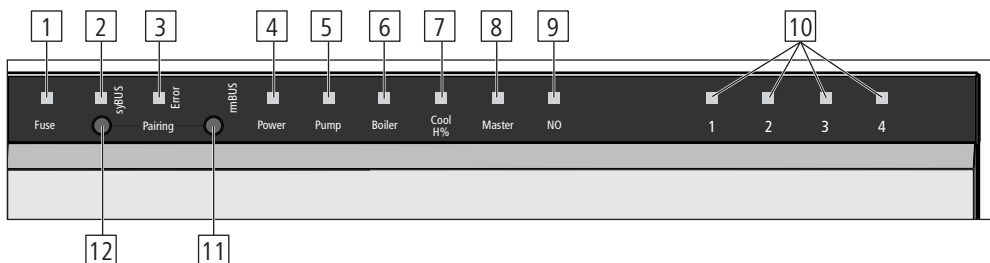 1 2 3 4 5 6 7 8 9 10
syBUS Error rmBUS
Fuse Pairing Power Pump Boiler Cool H% Master NO 1 2 3 4
12 11